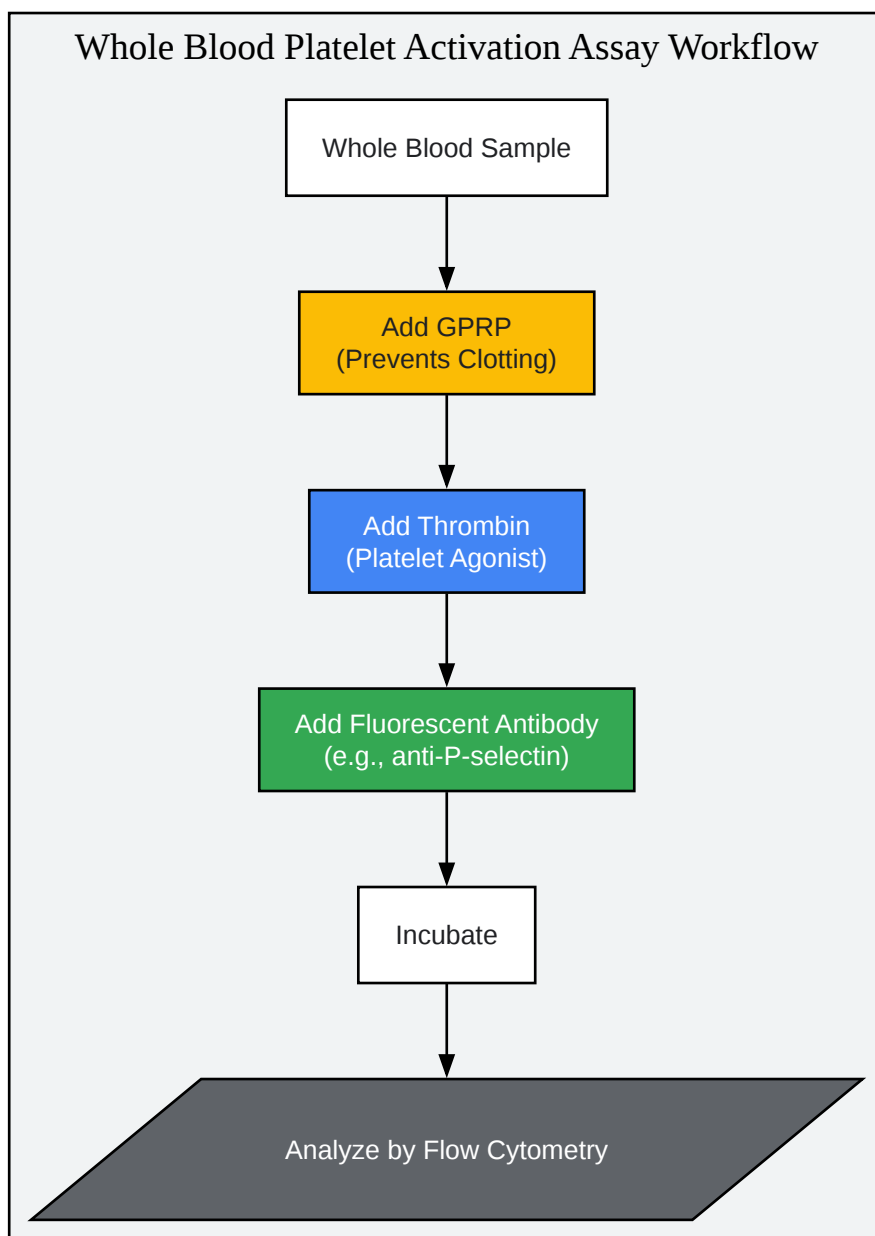 Whole Blood Platelet Activation Assay Workflow
Whole Blood Sample
Add GPRP
(Prevents Clotting)
Add Thrombin
(Platelet Agonist)
Add Fluorescent Antibody
(e.g., anti-P-selectin)
Incubate
Analyze by Flow Cytometry